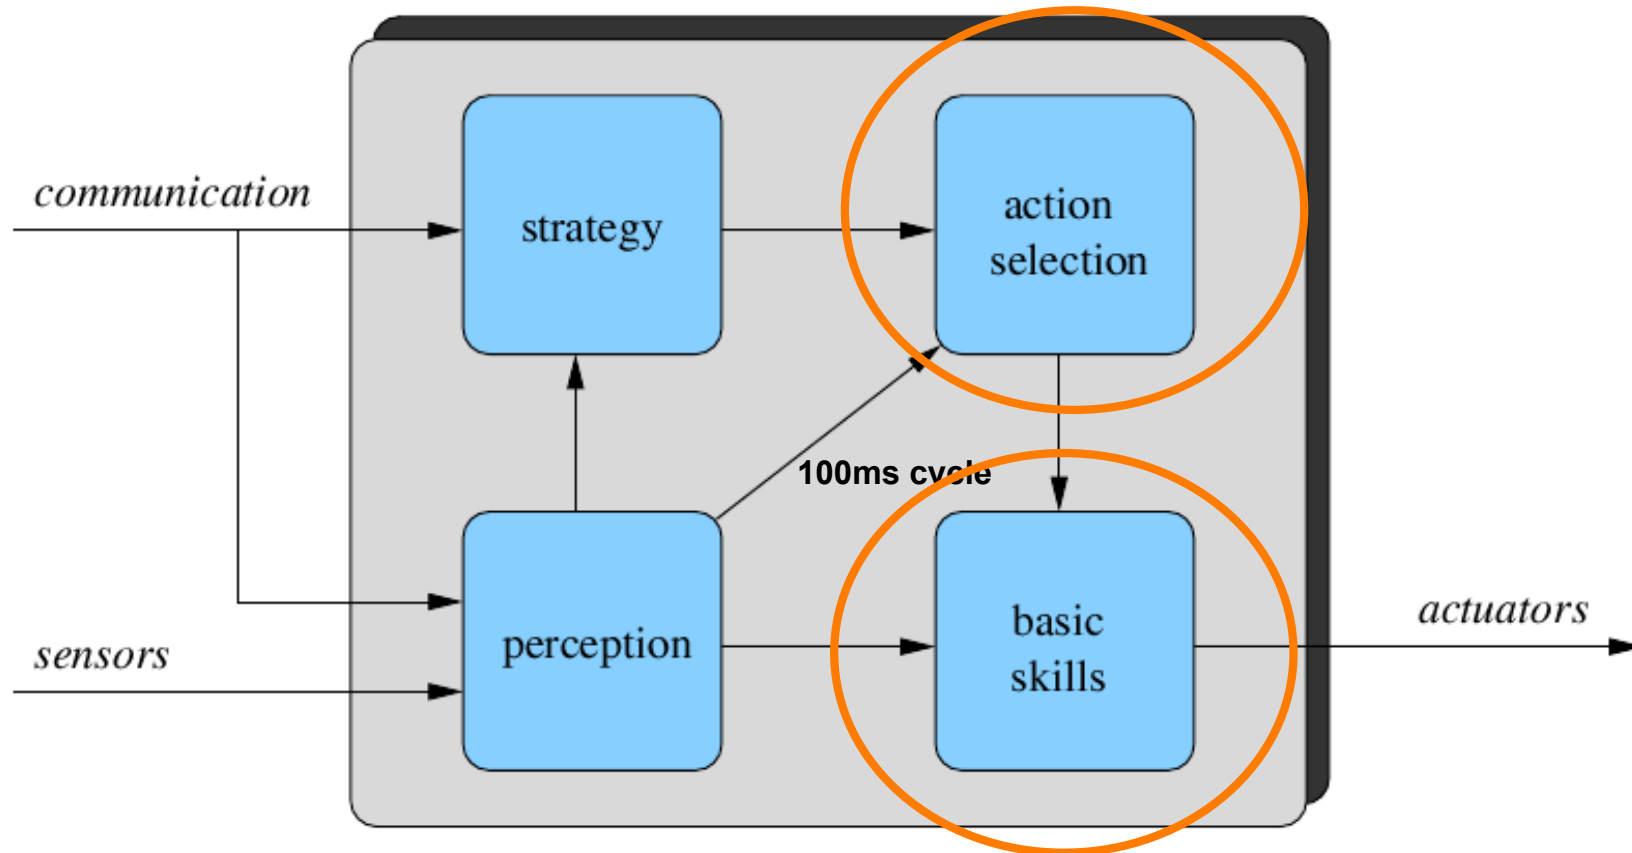 communication
strategy
action
selection
100ms cycle
sensors
perception
basic
skills
actuators